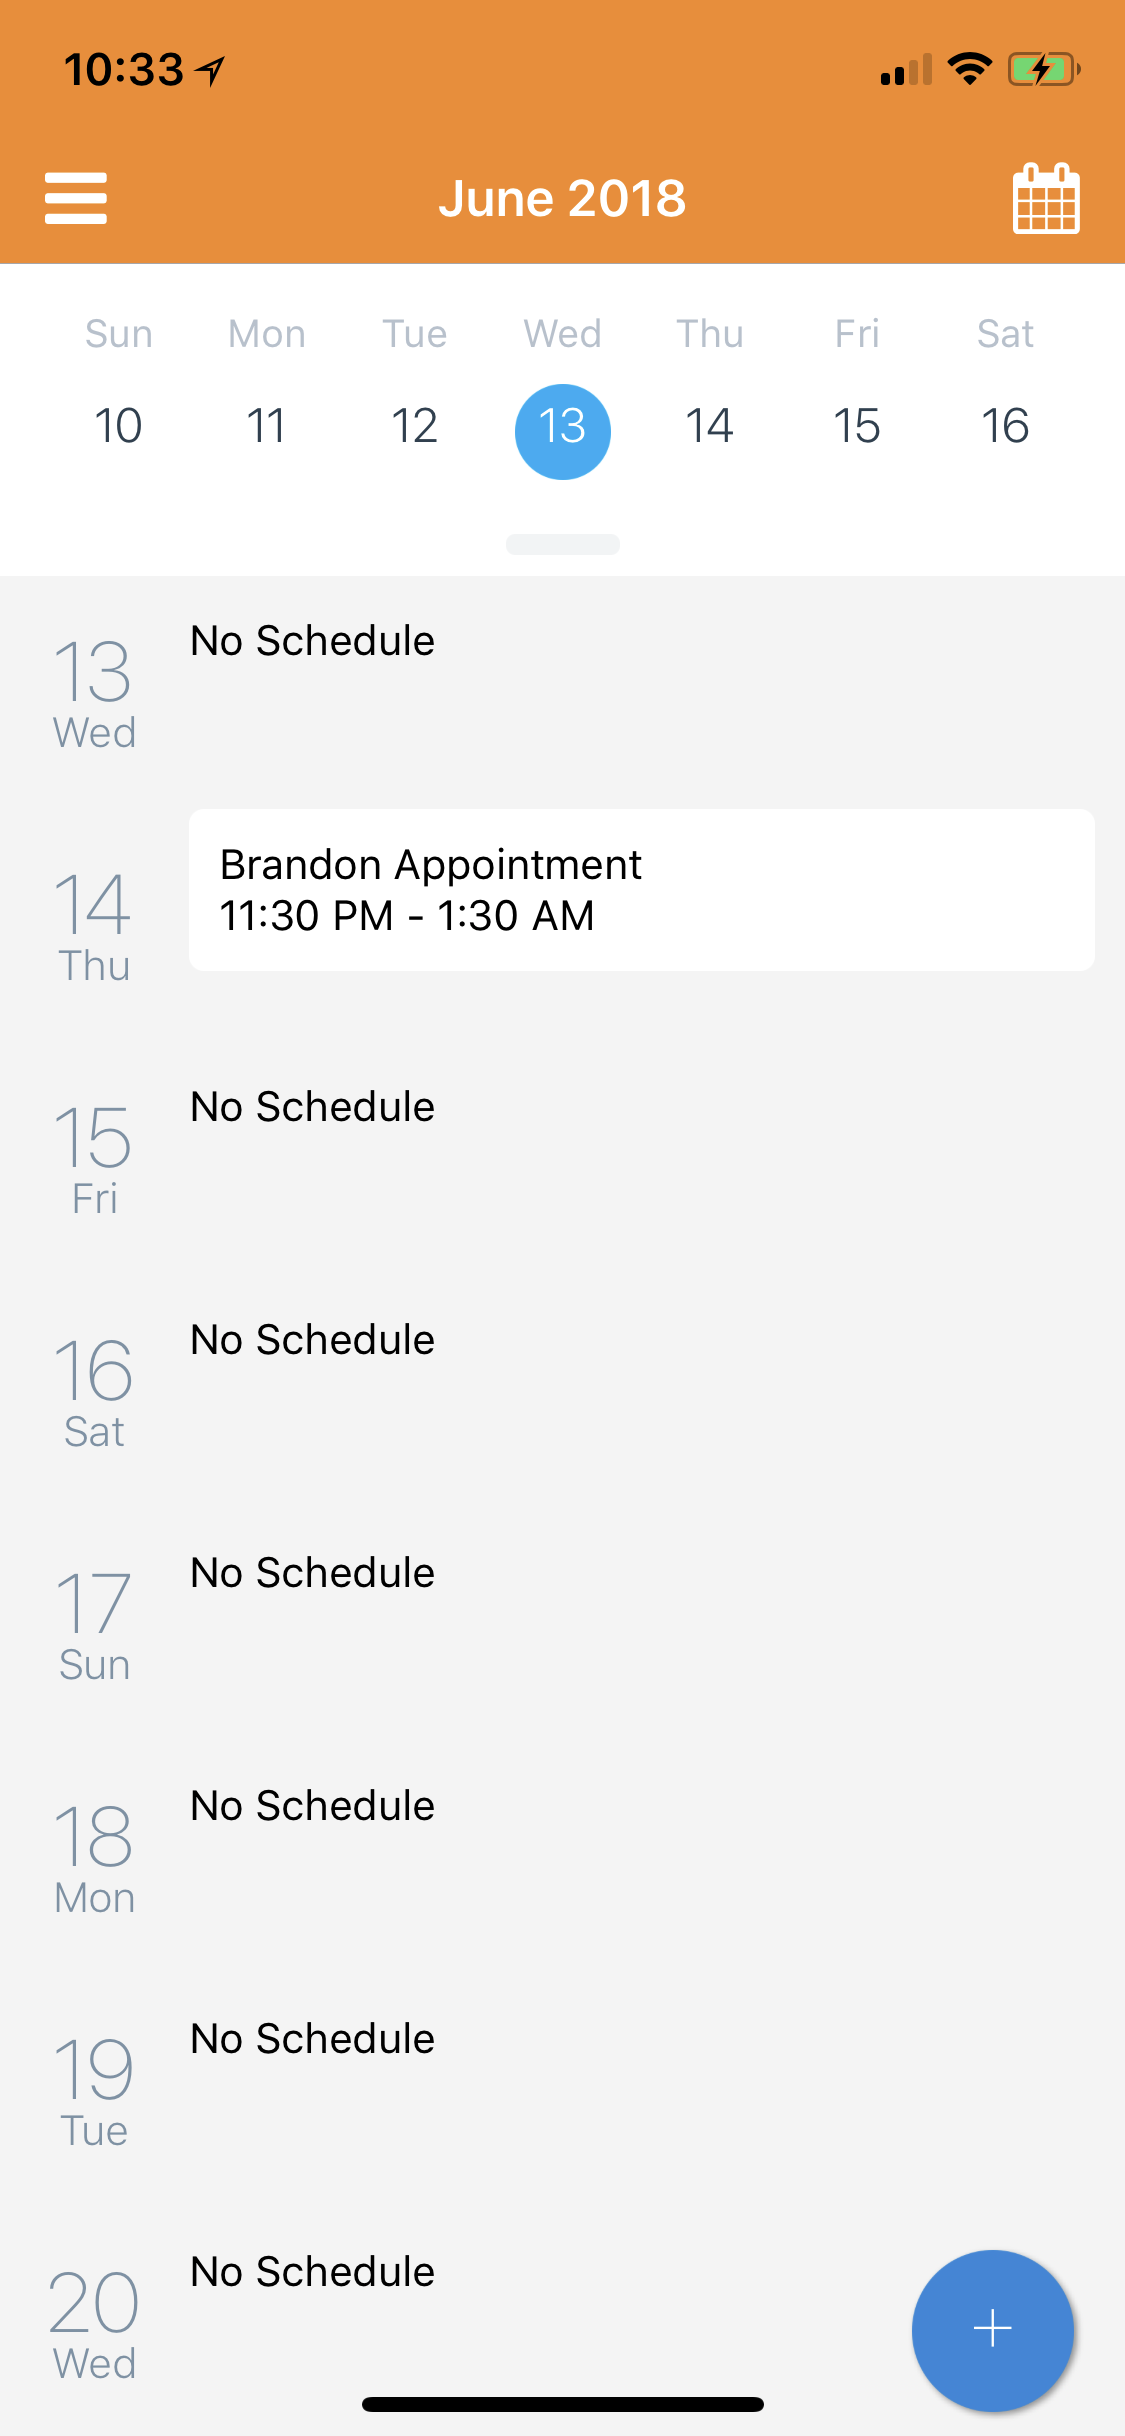 10:33
June 2018
Sun Mon Tue Wed Thu Fri Sat
10 11 12 13 14 15 16
13
Wed
No Schedule
14
Thu
Brandon Appointment
11:30 PM - 1:30 AM
15
Fri
No Schedule
16
Sat
No Schedule
17
Sun
No Schedule
18
Mon
No Schedule
19
Tue
No Schedule
20
Wed
No Schedule
+